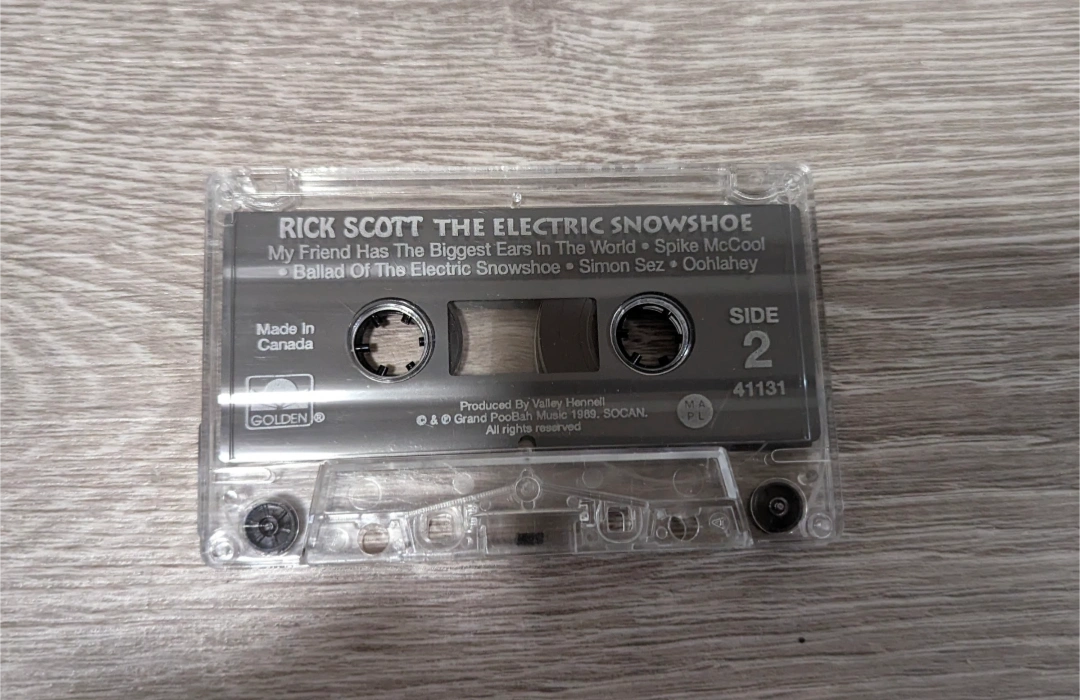 RICK SCOTT THE ELECTRIC SNOWSHOE
My Friend Has The Biggest Ears In The World • Spike McCool
• Ballad Of The Electric Snowshoe • Simon Sez • Oohlahey
Made In
Canada
SIDE
2
41131
GOLDEN®
Produced By Valley Hennell
© & ℗ Grand PooBah Music 1989. SOCAN.
All rights reserved
MA
PL